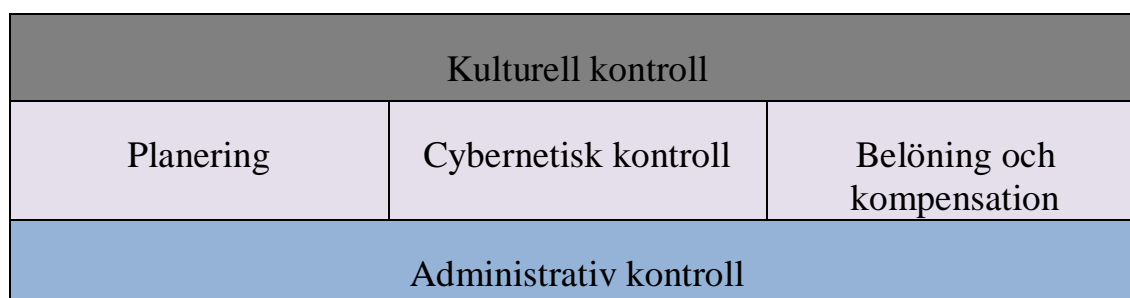 Kulturell kontroll
Planering
Cybernetisk kontroll
Belöning och
kompensation
Administrativ kontroll